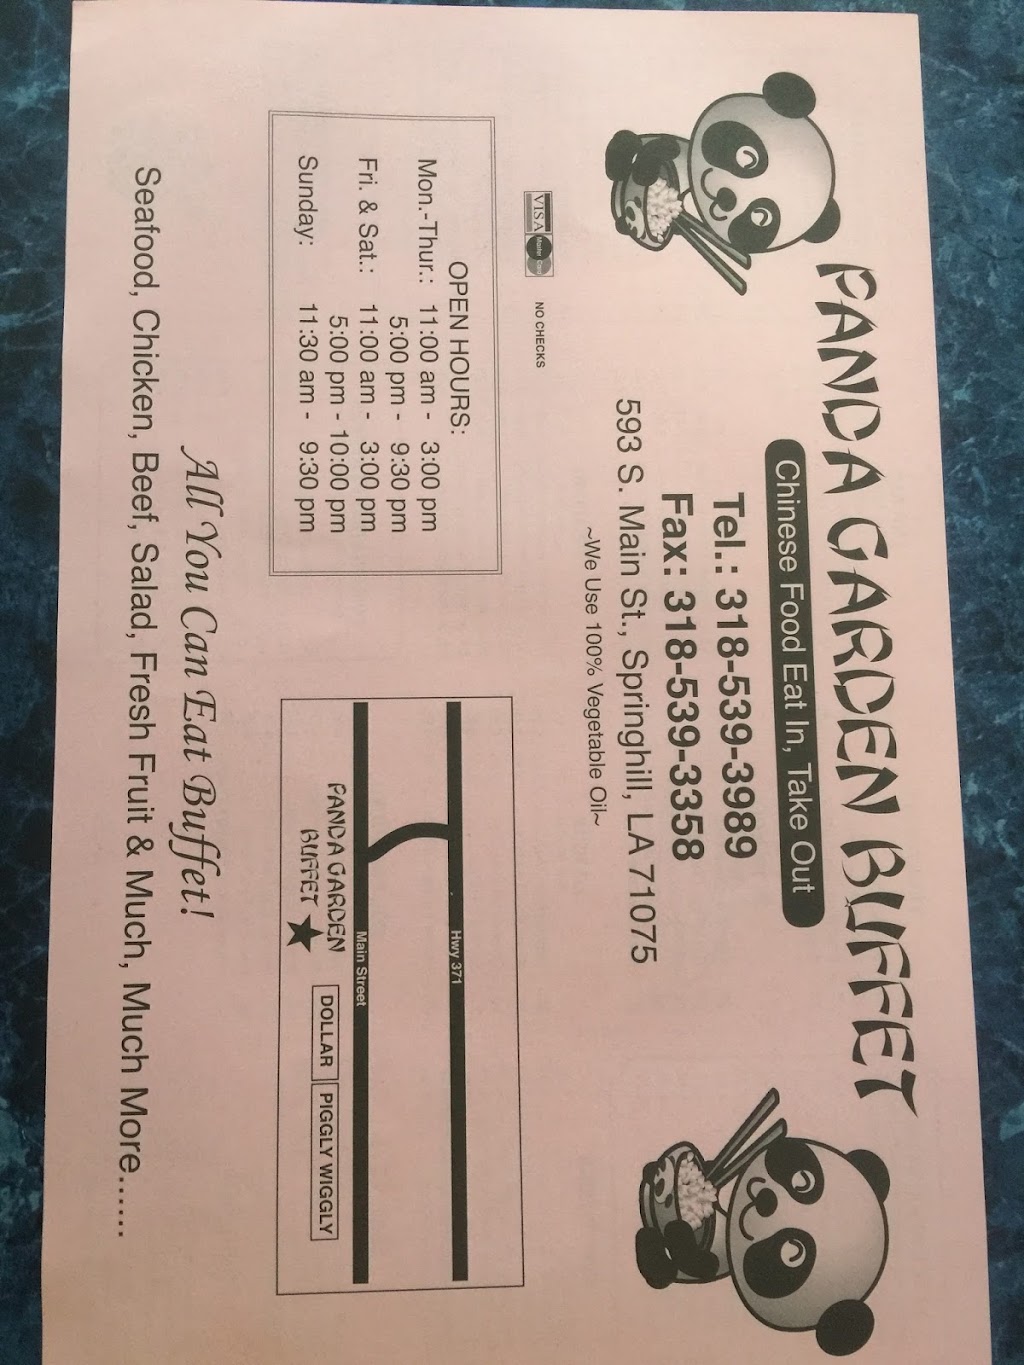 PANDA GARDEN BUFFET
Chinese Food Eat In, Take Out
Tel.: 318-539-3989
Fax: 318-539-3358
593 S. Main St., Springhill, LA 71075
~We Use 100% Vegetable Oil~
VISA MasterCard NO CHECKS
OPEN HOURS:
Mon.-Thur.: 11:00 am - 3:00 pm
5:00 pm - 9:30 pm
Fri. & Sat.: 11:00 am - 3:00 pm
5:00 pm - 10:00 pm
Sunday: 11:30 am - 9:30 pm
Hwy 371
Main Street
PANDA GARDEN
BUFFET
DOLLAR PIGGLY WIGGLY
All You Can Eat Buffet!
Seafood, Chicken, Beef, Salad, Fresh Fruit & Much, Much More......